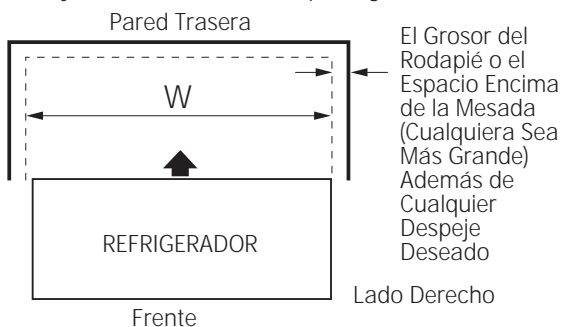 Pared Trasera
El Grosor del
Rodapié o el
Espacio Encima
de la Mesada
(Cualquiera Sea
Más Grande)
Además de
Cualquier
Despeje
Deseado
W
REFRIGERADOR
Lado Derecho
Frente